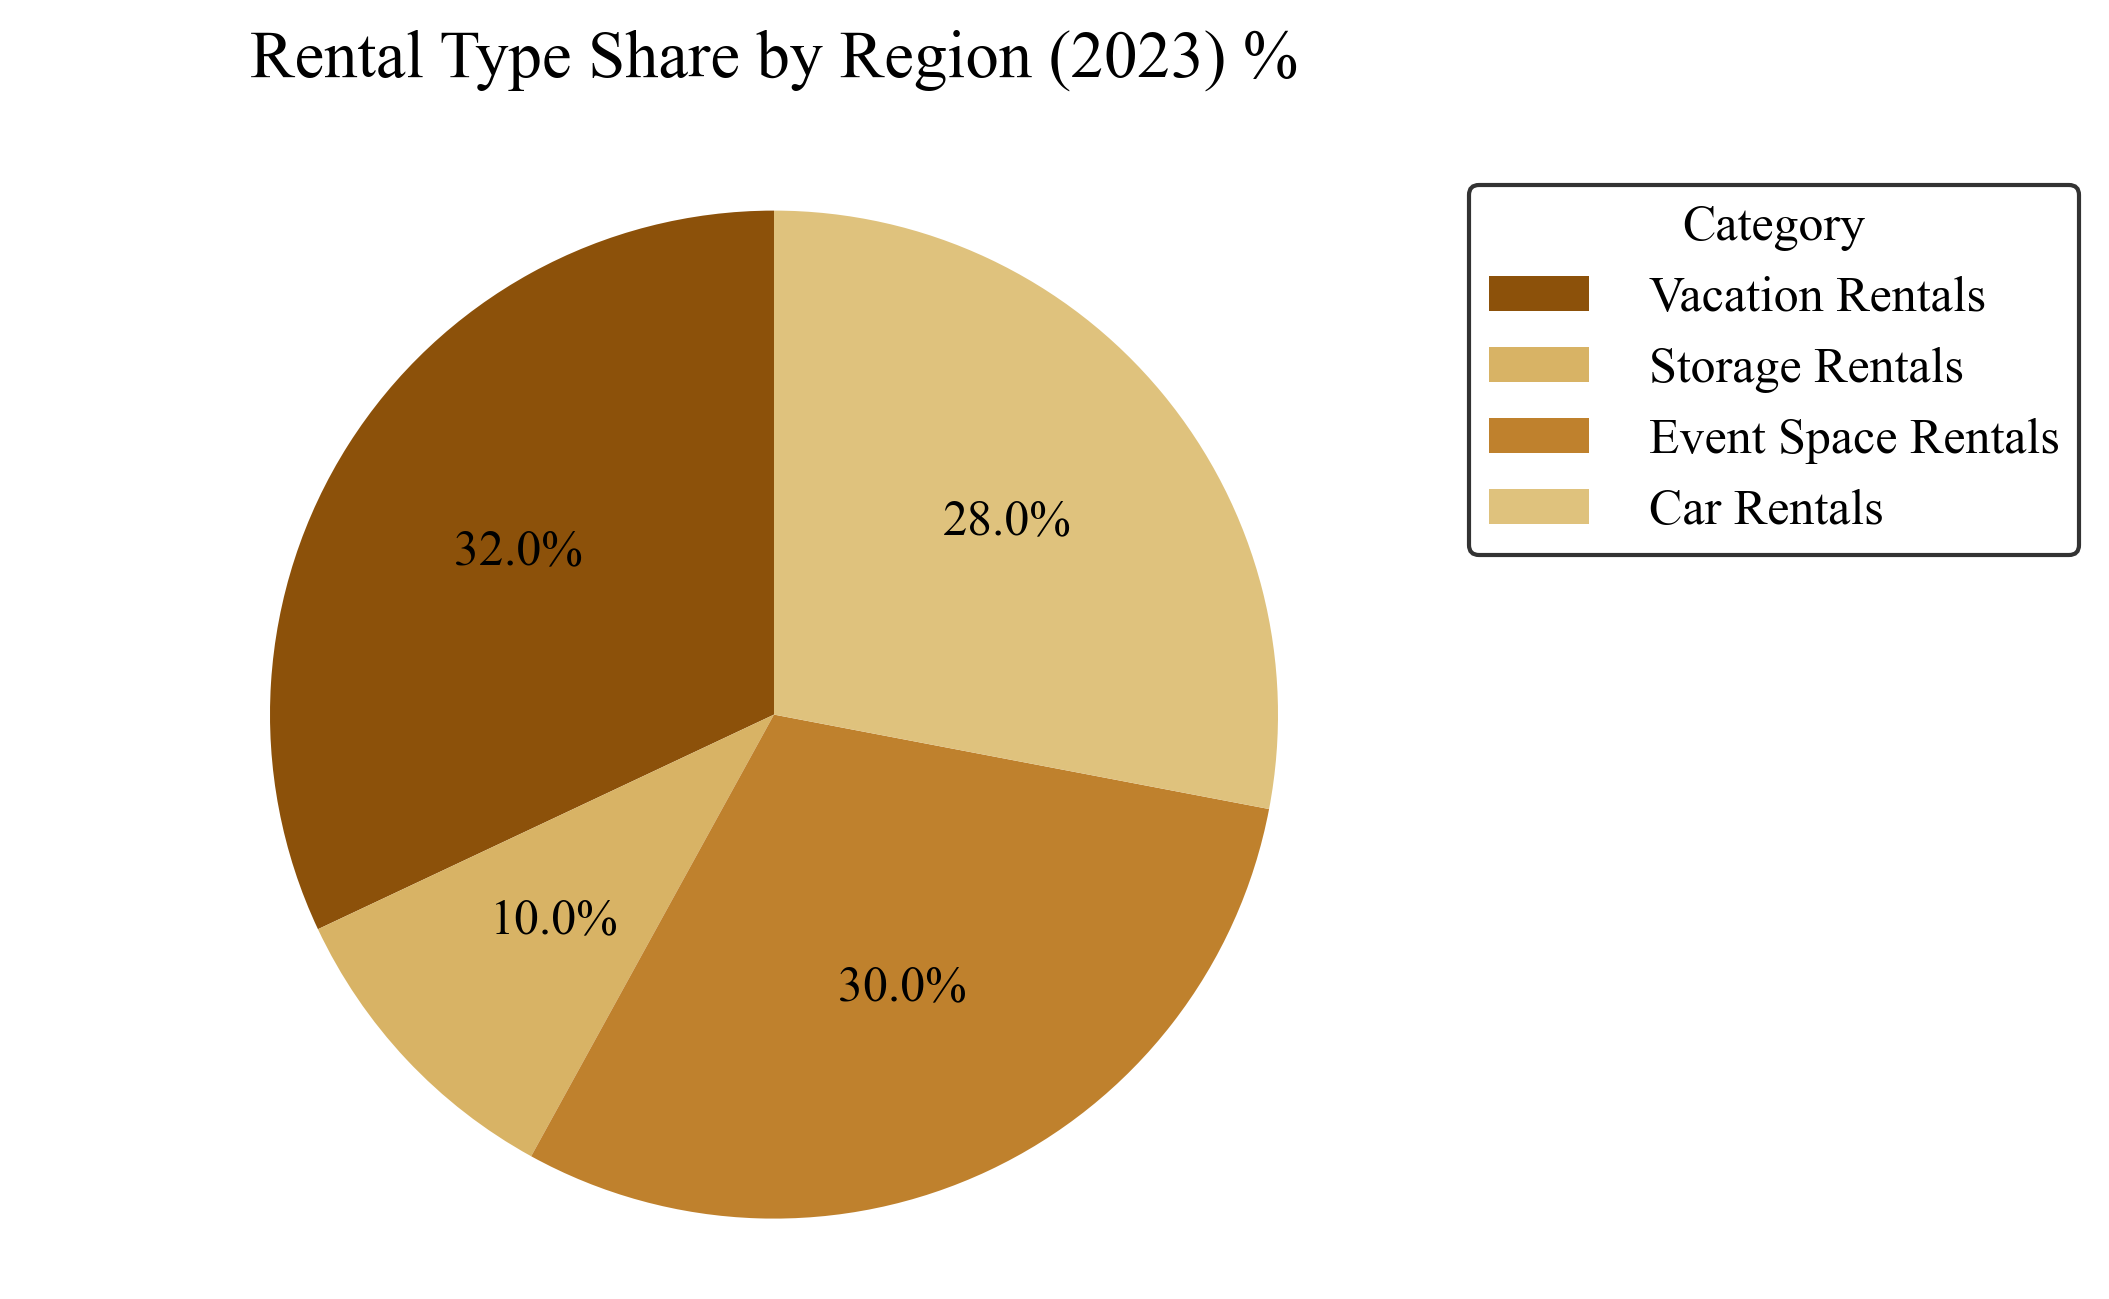 Rental Type Share by Region (2023) %
Category
Vacation Rentals
Storage Rentals
Event Space Rentals
Car Rentals
28.0%
32.0%
10.0%
30.0%